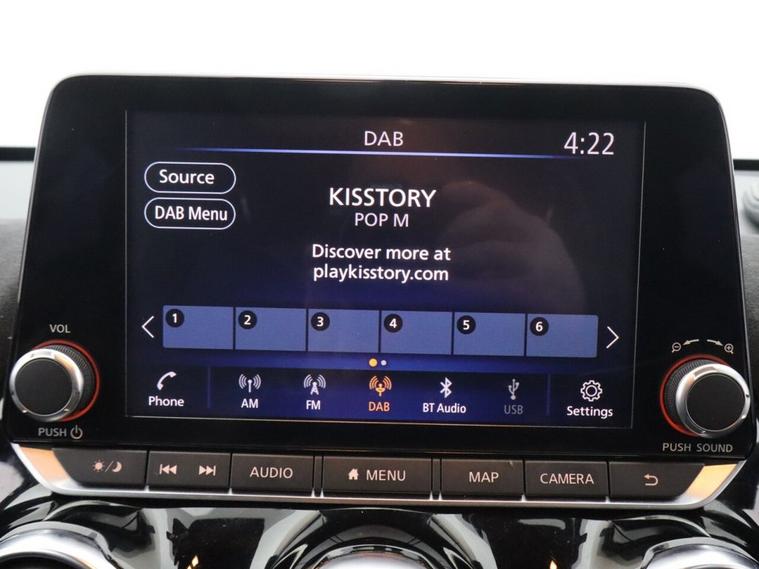 DAB
4:22
Source
DAB Menu
KISSTORY
POP M
Discover more at
playkisstory.com
1 2 3 4 5 6
Phone
AM
FM
DAB
BT Audio
USB
Settings
VOL
PUSH
PUSH SOUND
AUDIO
MENU
MAP
CAMERA